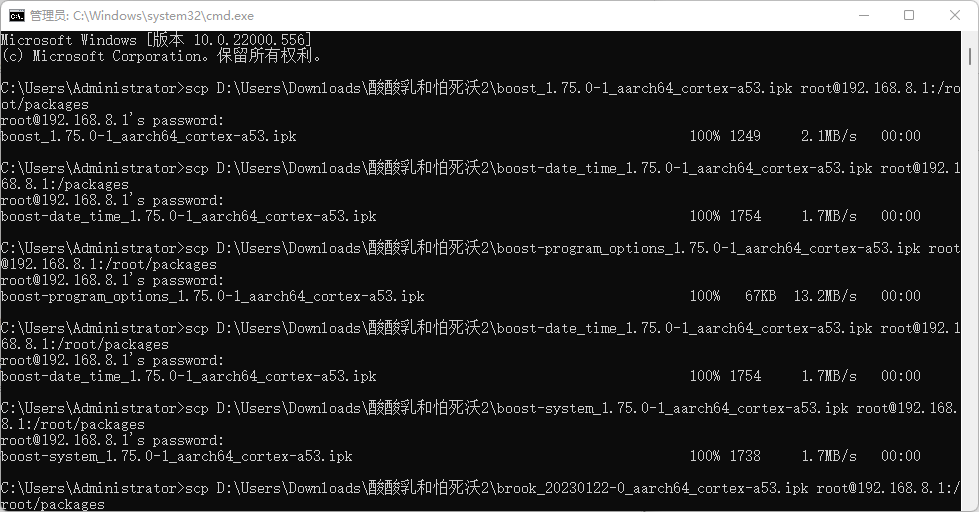 管理员: C:\Windows\system32\cmd.exe
Microsoft Windows [版本 10.0.22000.556]
(c) Microsoft Corporation。保留所有权利。
C:\Users\Administrator>scp D:\Users\Downloads\酸酸乳和怕死沃2\boost_1.75.0-1_aarch64_cortex-a53.ipk root@192.168.8.1:/ro
ot/packages
root@192.168.8.1's password:
boost_1.75.0-1_aarch64_cortex-a53.ipk 100% 1249 2.1MB/s 00:00
C:\Users\Administrator>scp D:\Users\Downloads\酸酸乳和怕死沃2\boost-date_time_1.75.0-1_aarch64_cortex-a53.ipk root@192.1
68.8.1:/packages
root@192.168.8.1's password:
boost-date_time_1.75.0-1_aarch64_cortex-a53.ipk 100% 1754 1.7MB/s 00:00
C:\Users\Administrator>scp D:\Users\Downloads\酸酸乳和怕死沃2\boost-program_options_1.75.0-1_aarch64_cortex-a53.ipk root
@192.168.8.1:/root/packages
root@192.168.8.1's password:
boost-program_options_1.75.0-1_aarch64_cortex-a53.ipk 100% 67KB 13.2MB/s 00:00
C:\Users\Administrator>scp D:\Users\Downloads\酸酸乳和怕死沃2\boost-date_time_1.75.0-1_aarch64_cortex-a53.ipk root@192.1
68.8.1:/root/packages
root@192.168.8.1's password:
boost-date_time_1.75.0-1_aarch64_cortex-a53.ipk 100% 1754 1.7MB/s 00:00
C:\Users\Administrator>scp D:\Users\Downloads\酸酸乳和怕死沃2\boost-system_1.75.0-1_aarch64_cortex-a53.ipk root@192.168.
8.1:/root/packages
root@192.168.8.1's password:
boost-system_1.75.0-1_aarch64_cortex-a53.ipk 100% 1738 1.7MB/s 00:00
C:\Users\Administrator>scp D:\Users\Downloads\酸酸乳和怕死沃2\brook_20230122-0_aarch64_cortex-a53.ipk root@192.168.8.1:/
root/packages